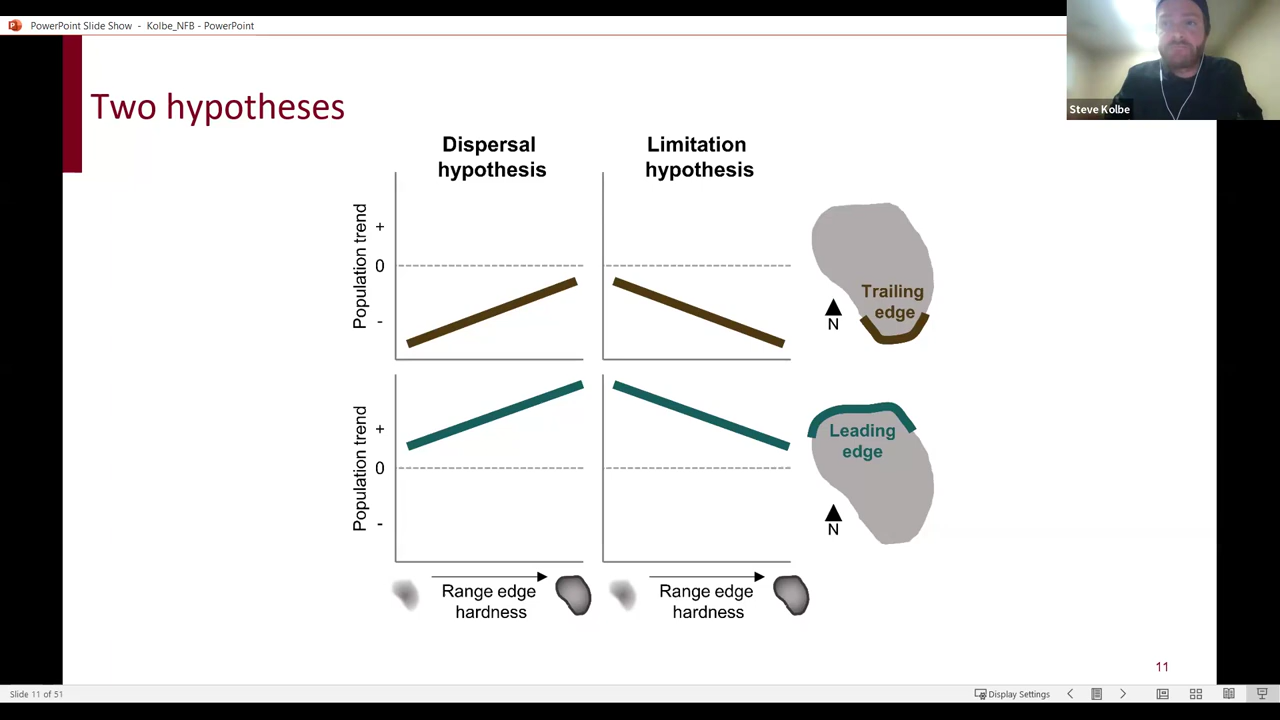 PowerPoint Slide Show - Kolbe_NFB - PowerPoint
Steve Kolbe
Two hypotheses
Dispersal
hypothesis
Limitation
hypothesis
Population trend
+
0
-
Trailing
edge
N
Population trend
+
0
-
Leading
edge
N
Range edge
hardness
Range edge
hardness
11
Slide 11 of 51
Display Settings